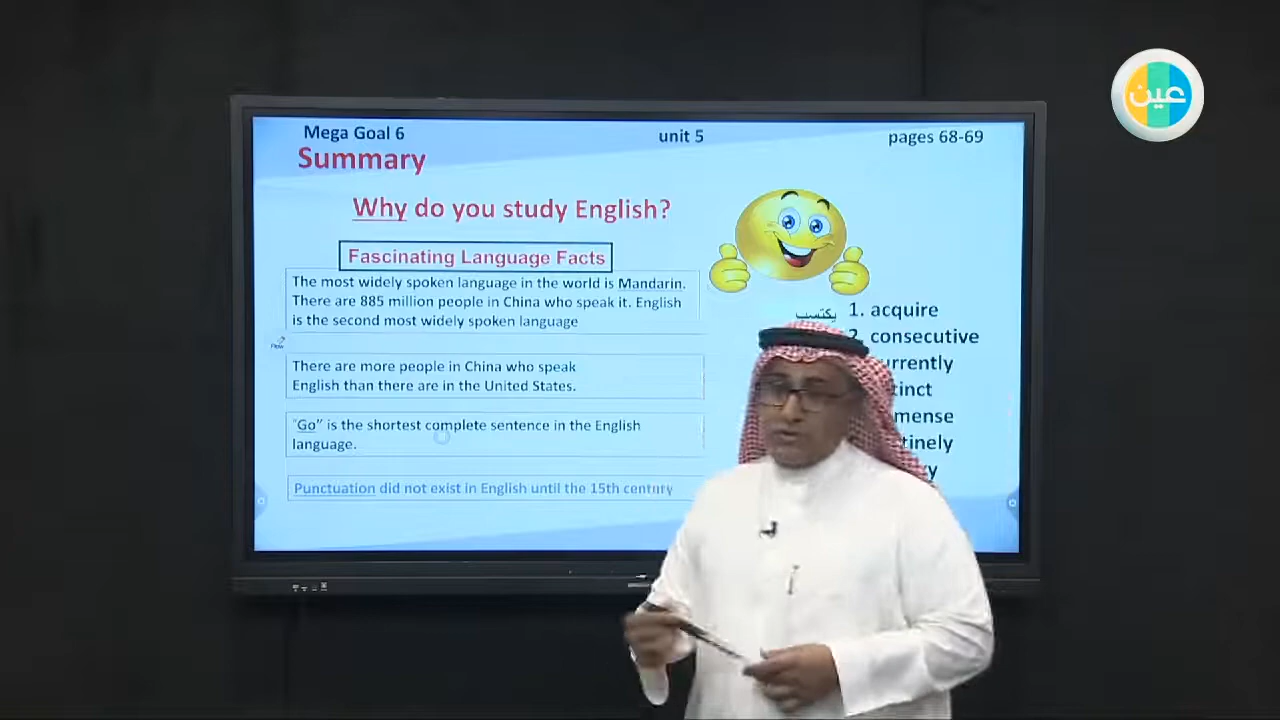 عين
Mega Goal 6 unit 5 pages 68-69
Summary
Why do you study English?
Fascinating Language Facts
The most widely spoken language in the world is Mandarin.
There are 885 million people in China who speak it. English
is the second most widely spoken language
There are more people in China who speak
English than there are in the United States.
"Go" is the shortest complete sentence in the English
language.
Punctuation did not exist in English until the 15th century
1. acquire يكتسب
2. consecutive